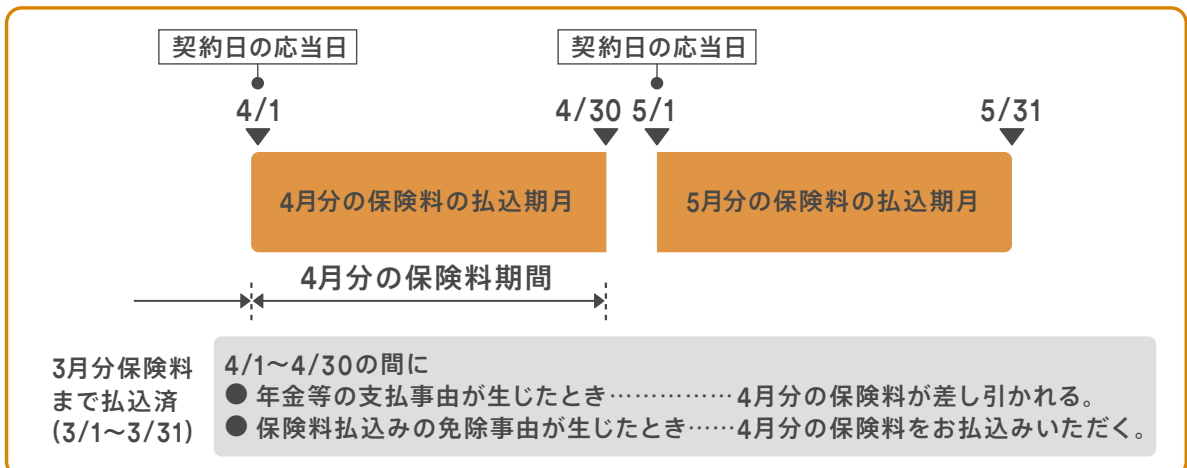 契約日の応当日 契約日の応当日
4/1 4/30 5/1 5/31
4月分の保険料の払込期月 5月分の保険料の払込期月
4月分の保険料期間
3月分保険料
まで払込済
(3/1〜3/31)
4/1〜4/30の間に
● 年金等の支払事由が生じたとき……………4月分の保険料が差し引かれる。
● 保険料払込みの免除事由が生じたとき……4月分の保険料をお払込みいただく。